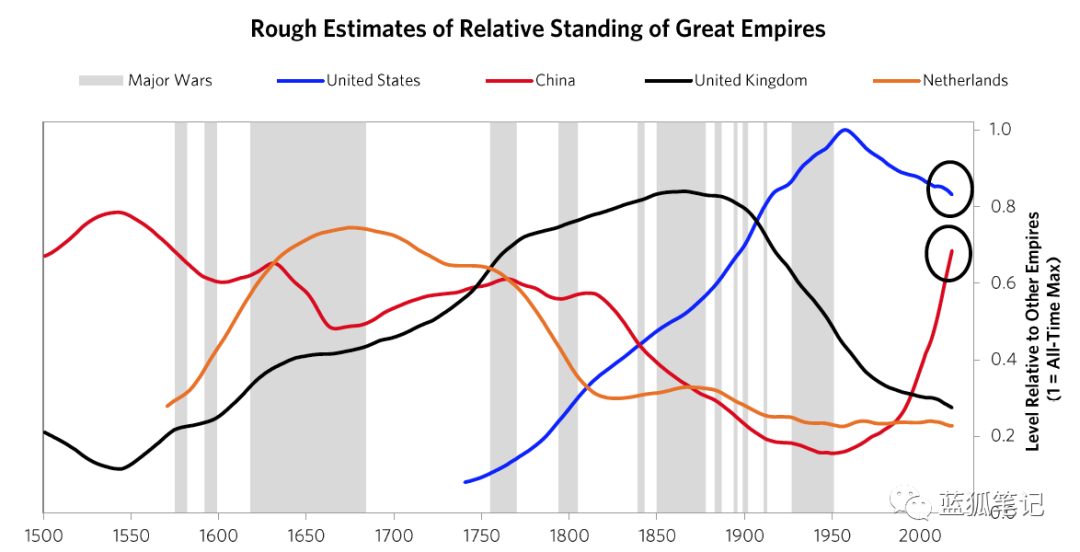 Rough Estimates of Relative Standing of Great Empires
Major Wars
United States
China
United Kingdom
Netherlands
1.0
0.8
0.6
0.4
0.2
0.0
Level Relative to Other Empires
(1 = All-Time Max)
1500
1550
1600
1650
1700
1750
1800
1850
1900
1950
2000
蓝狐笔记